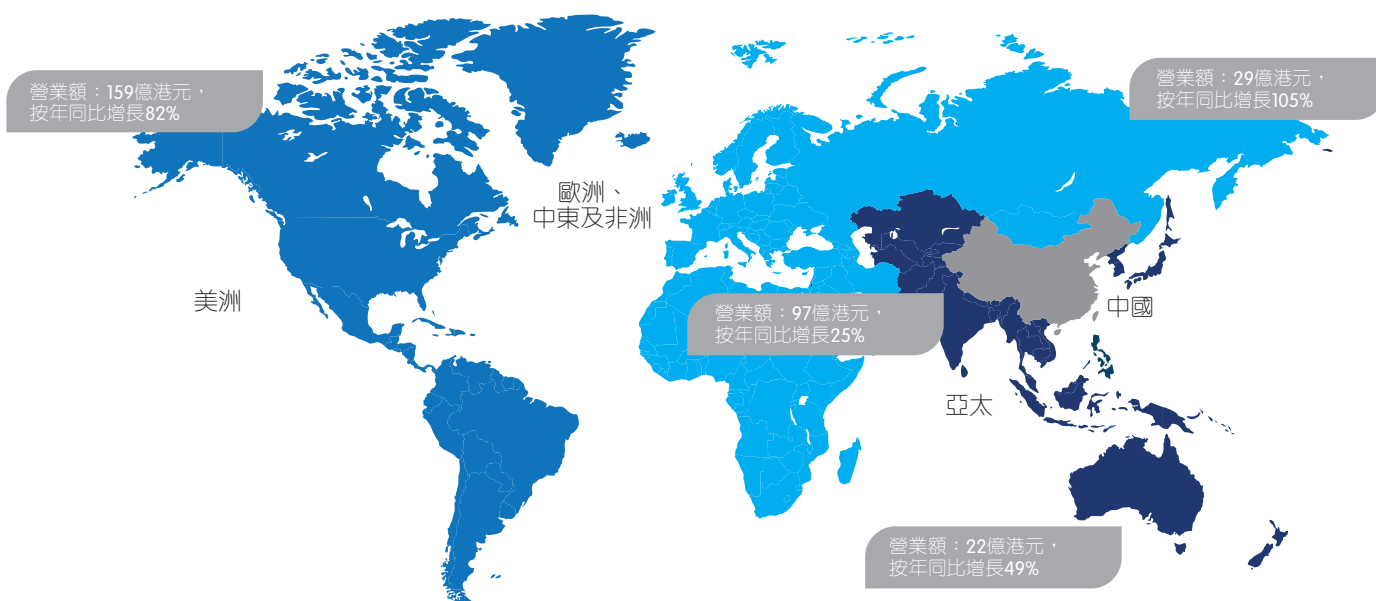 營業額：159億港元，
按年同比增長82%
營業額：29億港元，
按年同比增長105%
歐洲、
中東及非洲
美洲
營業額：97億港元，
按年同比增長25%
中國
亞太
營業額：22億港元，
按年同比增長49%